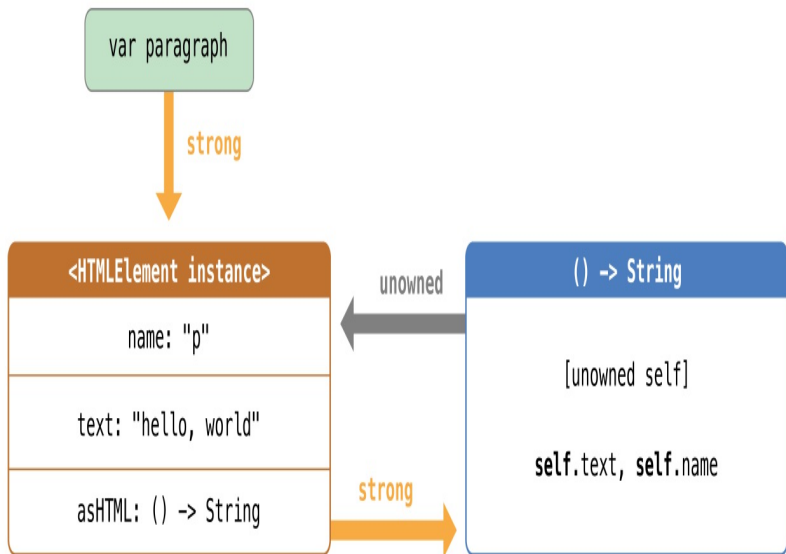 var paragraph
strong
<HTMLElement instance>
name: "p"
text: "hello, world"
asHTML: () -> String
unowned
strong
() -> String
[unowned self]
self.text, self.name